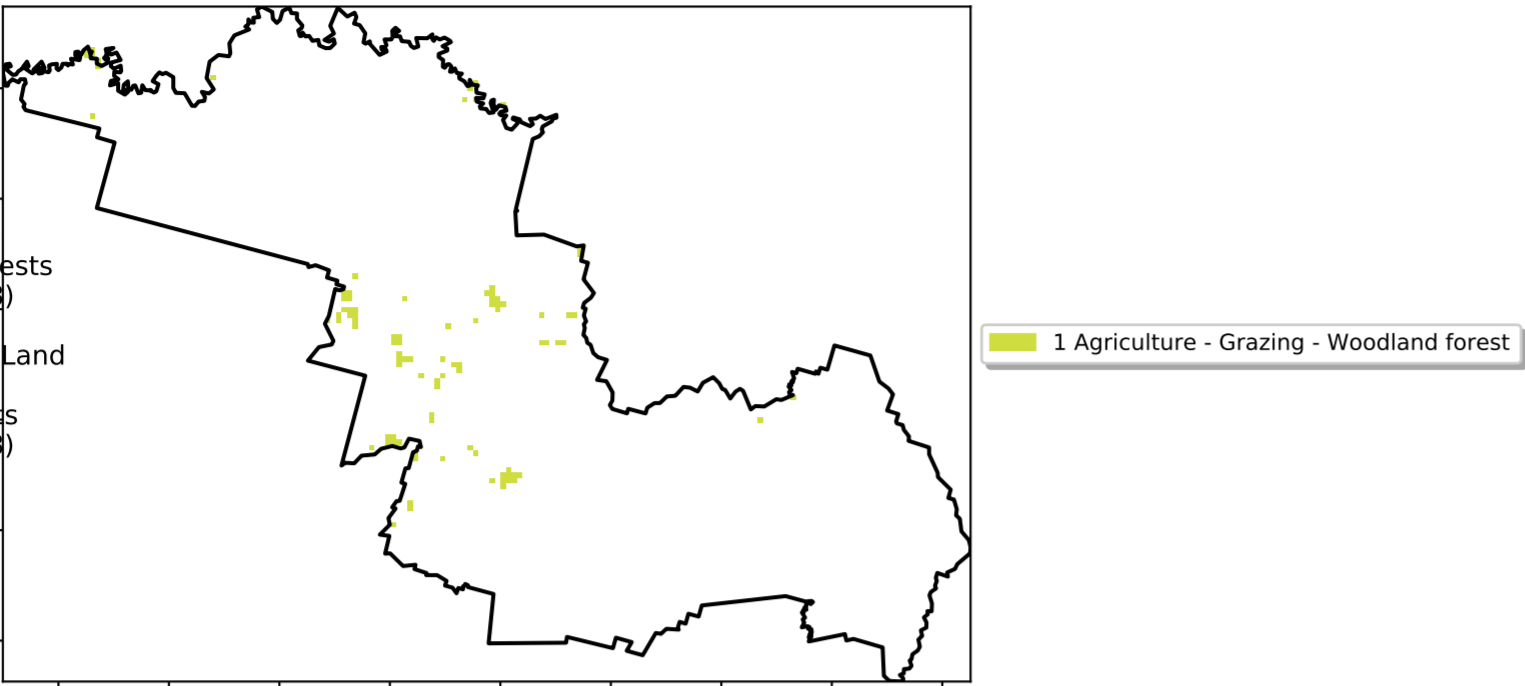 ests
)
Land
s
)
1 Agriculture - Grazing - Woodland forest